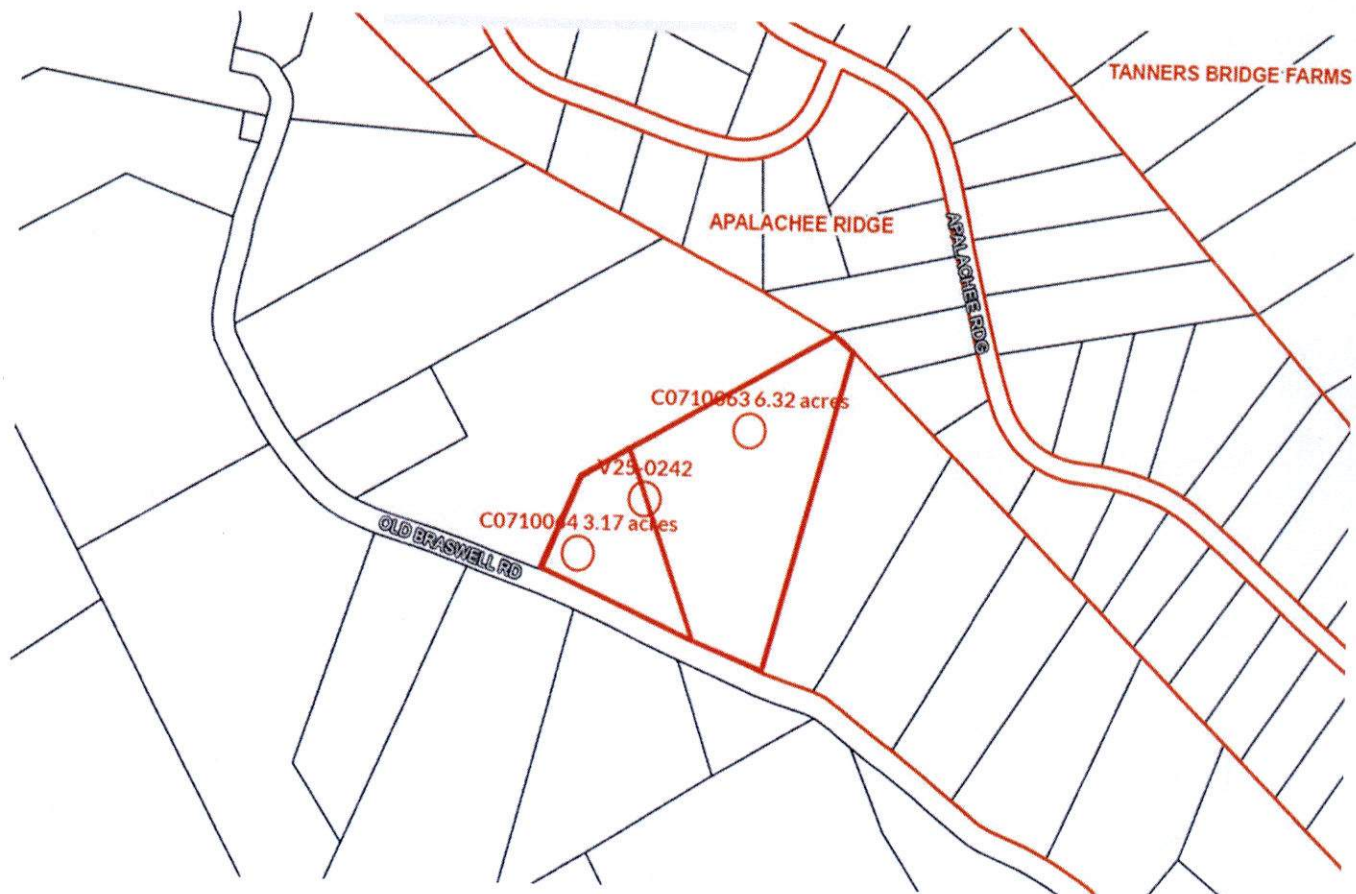 TANNERS BRIDGE FARMS
APALACHEE RIDGE
APALACHEE RDG
C0710063 6.32 acres
V25-0242
C0710064 3.17 acres
OLD BRASWELL RD